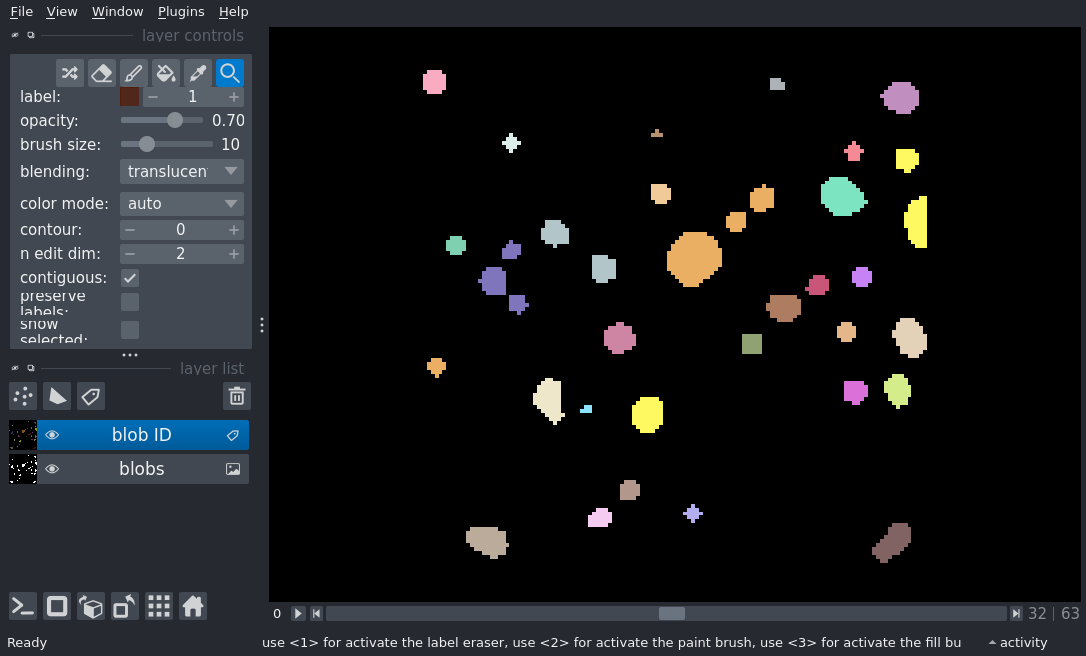 File View Window Plugins Help
layer controls
label: 1
opacity: 0.70
brush size: 10
blending: translucen
color mode: auto
contour: 0
n edit dim: 2
contiguous:
preserve
labels:
show
selected:
layer list
blob ID
blobs
0 32 63
Ready use <1> for activate the label eraser, use <2> for activate the paint brush, use <3> for activate the fill bu activity